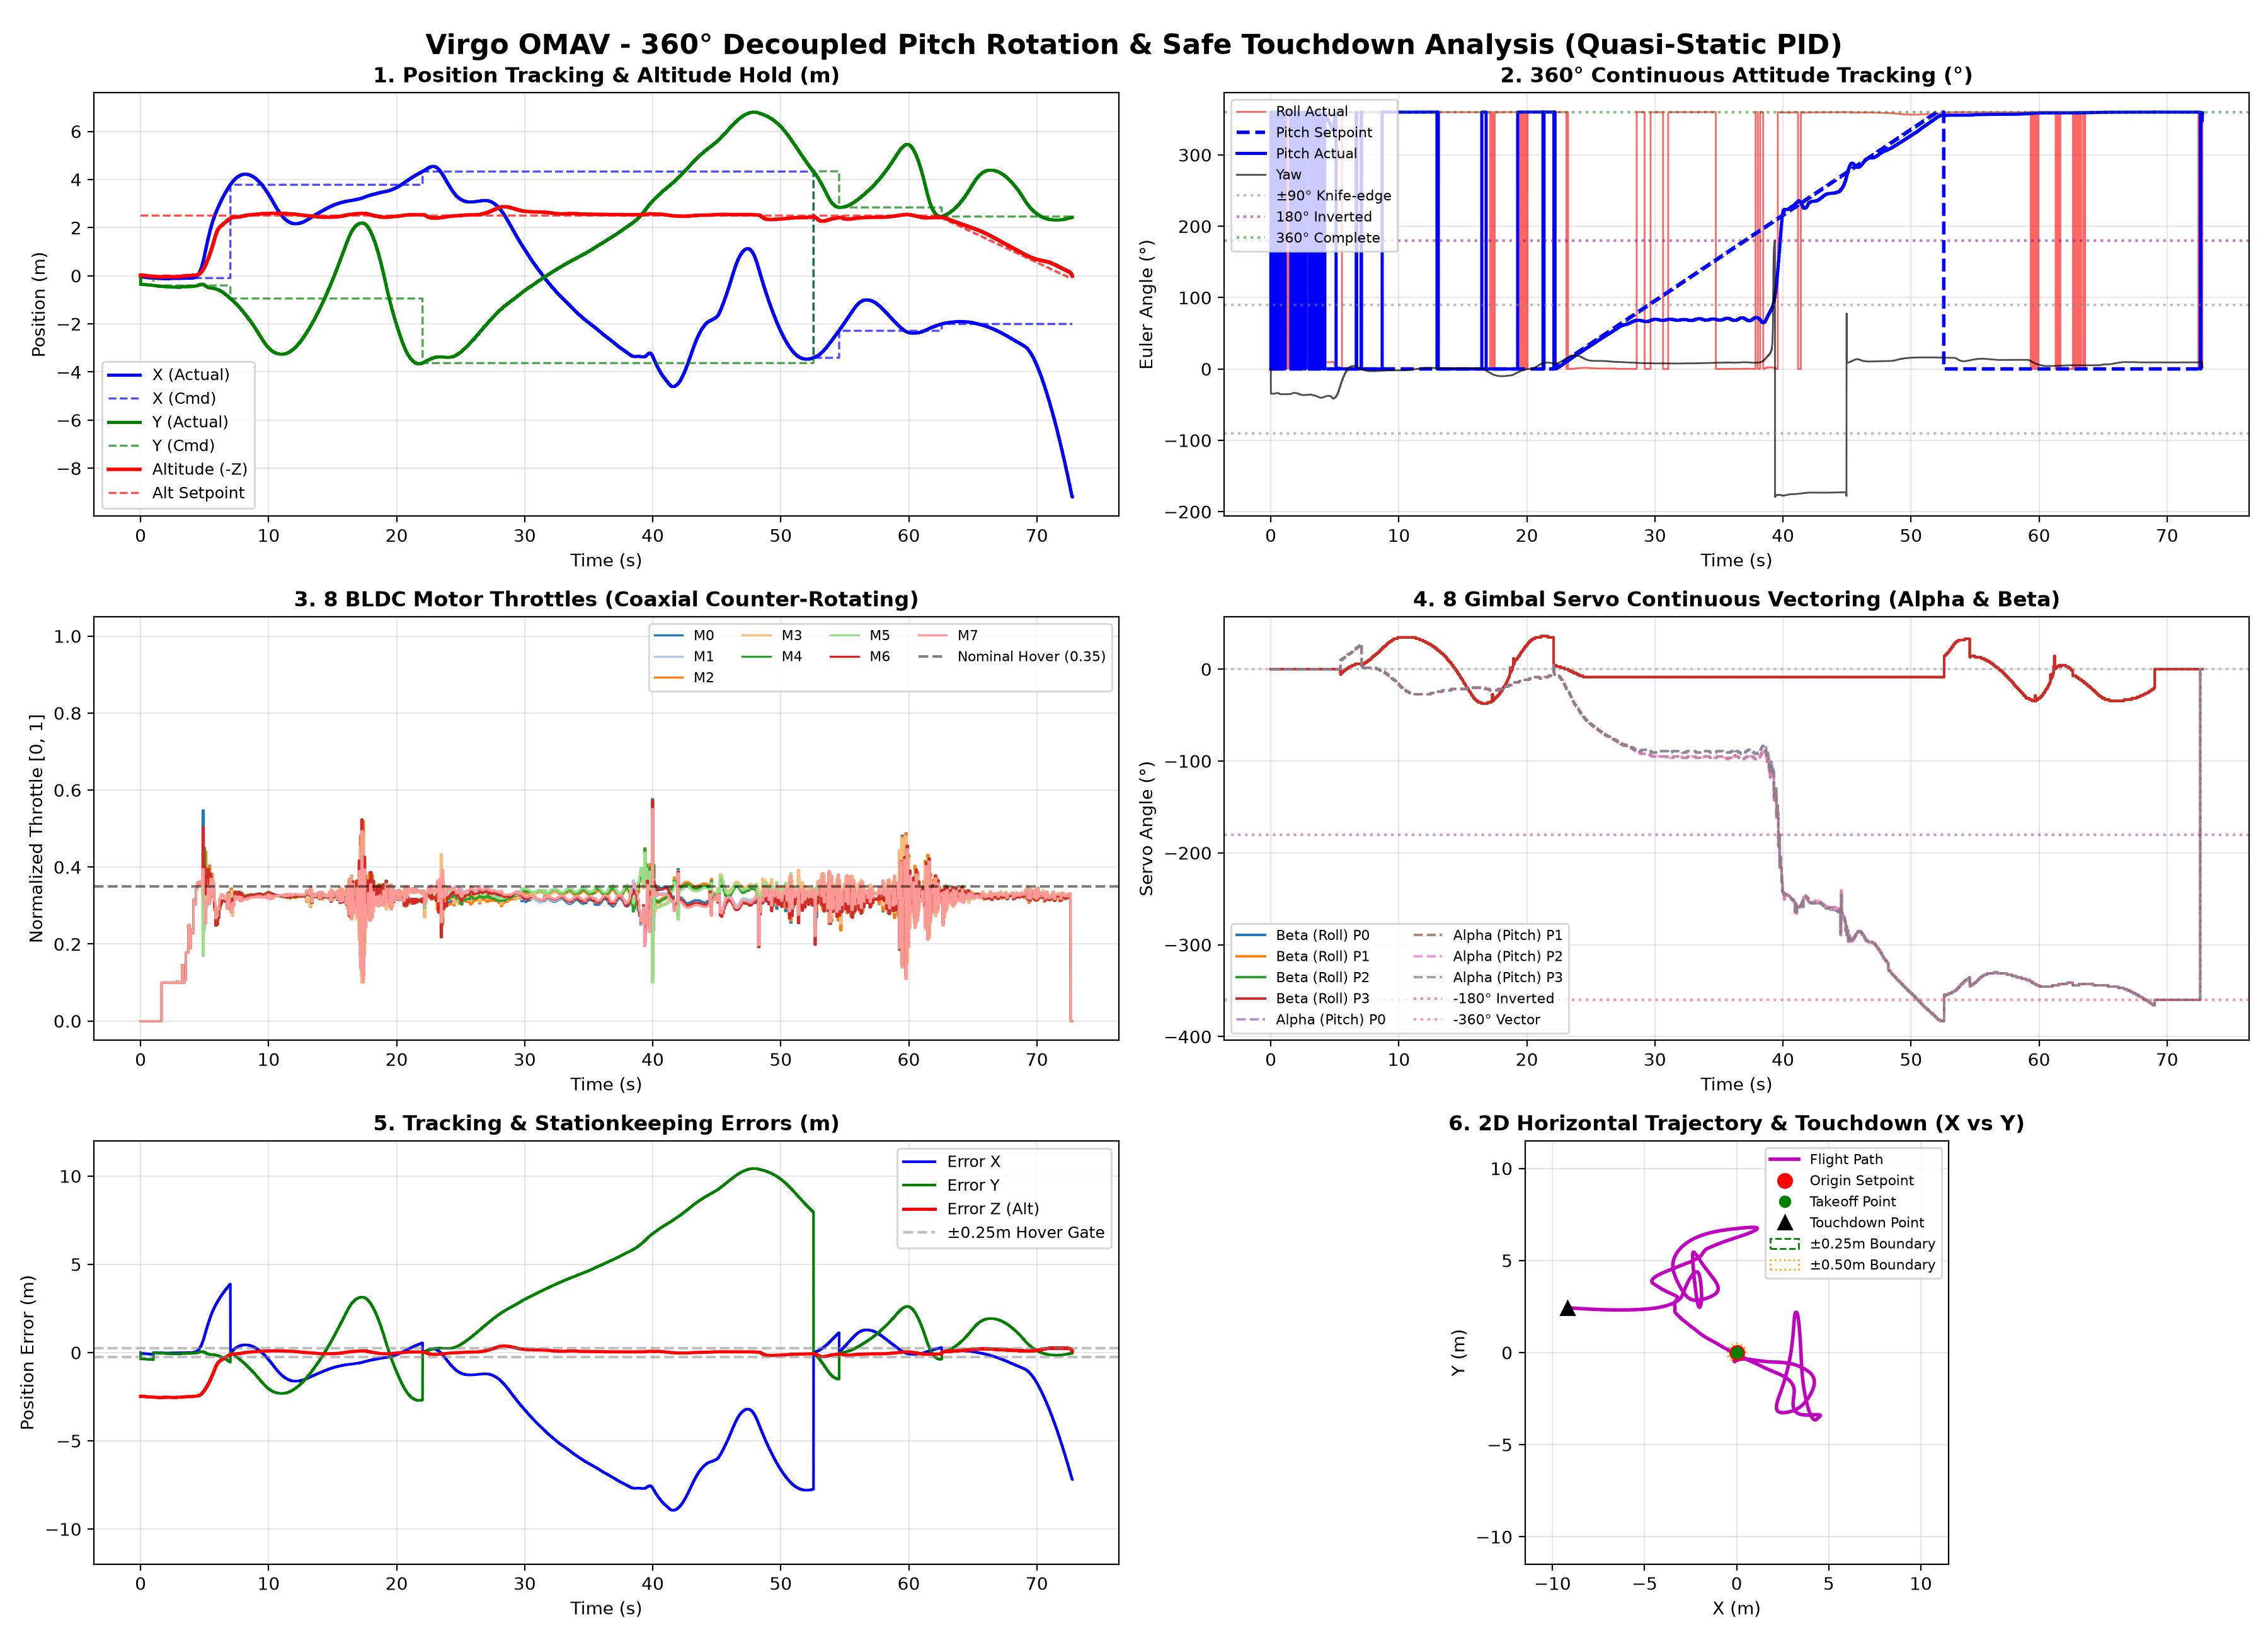 Virgo OMAV - 360° Decoupled Pitch Rotation & Safe Touchdown Analysis (Quasi-Static PID)
1. Position Tracking & Altitude Hold (m)
Position (m)
6
4
2
0
−2
−4
−6
−8
X (Actual)
X (Cmd)
Y (Actual)
Y (Cmd)
Altitude (-Z)
Alt Setpoint
0 10 20 30 40 50 60 70
Time (s)
2. 360° Continuous Attitude Tracking (°)
Euler Angle (°)
300
200
100
0
−100
−200
Roll Actual
Pitch Setpoint
Pitch Actual
Yaw
±90° Knife-edge
180° Inverted
360° Complete
0 10 20 30 40 50 60 70
Time (s)
3. 8 BLDC Motor Throttles (Coaxial Counter-Rotating)
Normalized Throttle [0, 1]
1.0
0.8
0.6
0.4
0.2
0.0
M0 M3 M5 M7
M1 M4 M6 Nominal Hover (0.35)
M2
0 10 20 30 40 50 60 70
Time (s)
4. 8 Gimbal Servo Continuous Vectoring (Alpha & Beta)
Servo Angle (°)
0
−100
−200
−300
−400
Beta (Roll) P0 Alpha (Pitch) P1
Beta (Roll) P1 Alpha (Pitch) P2
Beta (Roll) P2 Alpha (Pitch) P3
Beta (Roll) P3 -180° Inverted
Alpha (Pitch) P0 -360° Vector
0 10 20 30 40 50 60 70
Time (s)
5. Tracking & Stationkeeping Errors (m)
Position Error (m)
10
5
0
−5
−10
Error X
Error Y
Error Z (Alt)
±0.25m Hover Gate
0 10 20 30 40 50 60 70
Time (s)
6. 2D Horizontal Trajectory & Touchdown (X vs Y)
Y (m)
10
5
0
−5
−10
Flight Path
Origin Setpoint
Takeoff Point
Touchdown Point
±0.25m Boundary
±0.50m Boundary
−10 −5 0 5 10
X (m)